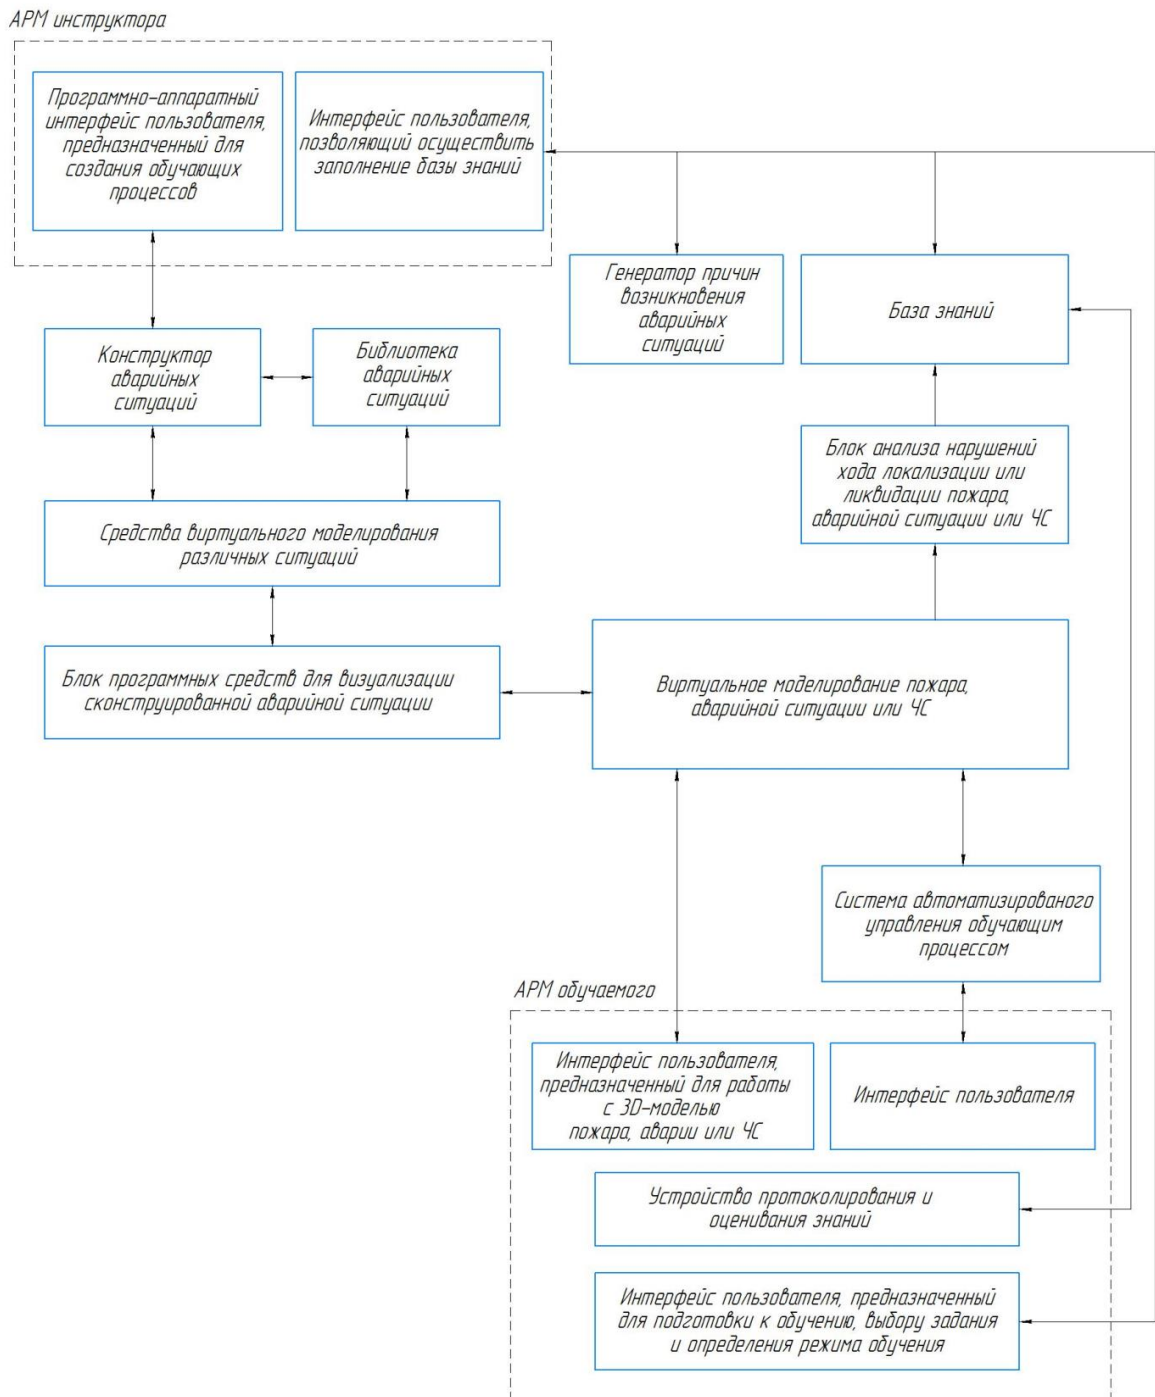 АРМ инструктора
Программно-аппаратный
интерфейс пользователя,
предназначенный для
создания обучающих
процессов
Интерфейс пользователя,
позволяющий осуществить
заполнение базы знаний
Генератор причин
возникновения
аварийных
ситуаций
База знаний
Конструктор
аварийных
ситуаций
Библиотека
аварийных
ситуаций
Блок анализа нарушений
хода локализации или
ликвидации пожара,
аварийной ситуации или ЧС
Средства виртуального моделирования
различных ситуаций
Блок программных средств для визуализации
сконструированной аварийной ситуации
Виртуальное моделирование пожара,
аварийной ситуации или ЧС
Система автоматизированого
управления обучающим
процессом
АРМ обучаемого
Интерфейс пользователя,
предназначенный для работы
с 3D-моделью
пожара, аварии или ЧС
Интерфейс пользователя
Устройство протоколирования и
оценивания знаний
Интерфейс пользователя, предназначенный
для подготовки к обучению, выбору задания
и определения режима обучения